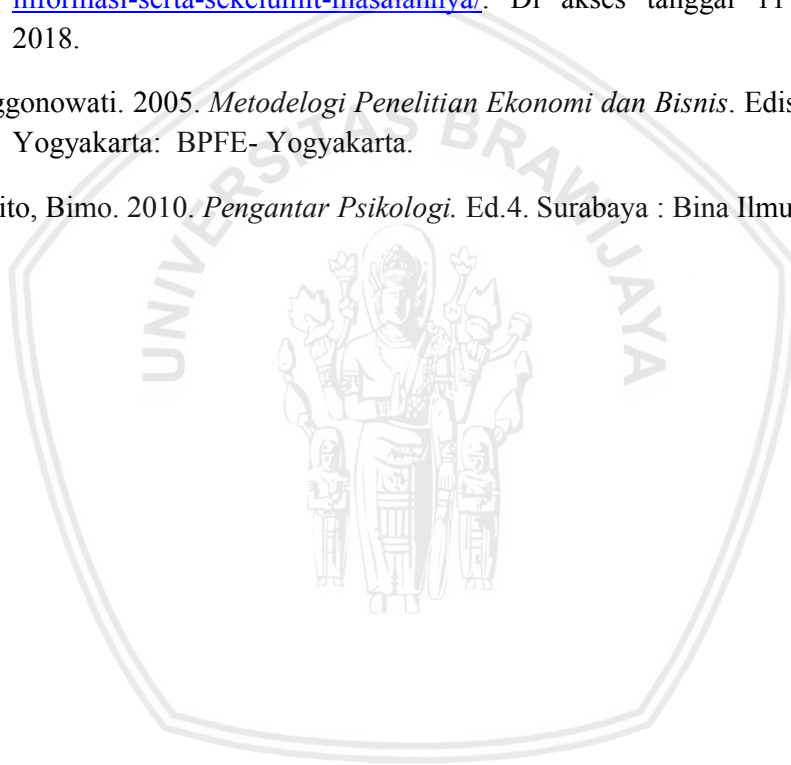 informasi-serta-sekelumit-masalahnya/. Di akses tanggal 11
2018.
ggonowati. 2005. Metodelogi Penelitian Ekonomi dan Bisnis. Edis
Yogyakarta: BPFE- Yogyakarta.
ito, Bimo. 2010. Pengantar Psikologi. Ed.4. Surabaya : Bina Ilmu
UNIVERSITAS BRAWIJAYA